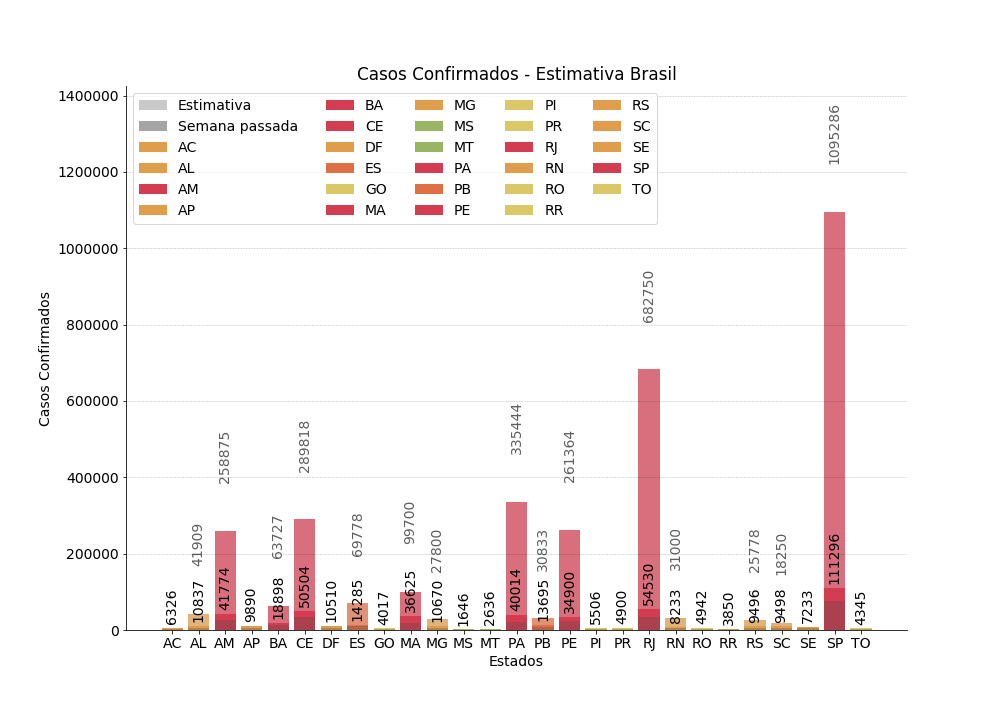 Casos Confirmados - Estimativa Brasil
Casos Confirmados
1400000
1200000
1000000
800000
600000
400000
200000
0
Estimativa
Semana passada
AC
AL
AM
AP
BA
CE
DF
ES
GO
MA
MG
MS
MT
PA
PB
PE
PI
PR
RJ
RN
RO
RR
RS
SC
SE
SP
TO
6326
41909
10837
258875
41774
9890
63727
18898
289818
50504
10510
69778
14285
4017
99700
36625
27800
10670
1646
2636
335444
40014
30833
13695
261364
34900
5506
4900
682750
54530
31000
8233
4942
3850
25778
9496
18250
9498
7233
1095286
111296
4345
AC AL AM AP BA CE DF ES GO MA MG MS MT PA PB PE PI PR RJ RN RO RR RS SC SE SP TO
Estados